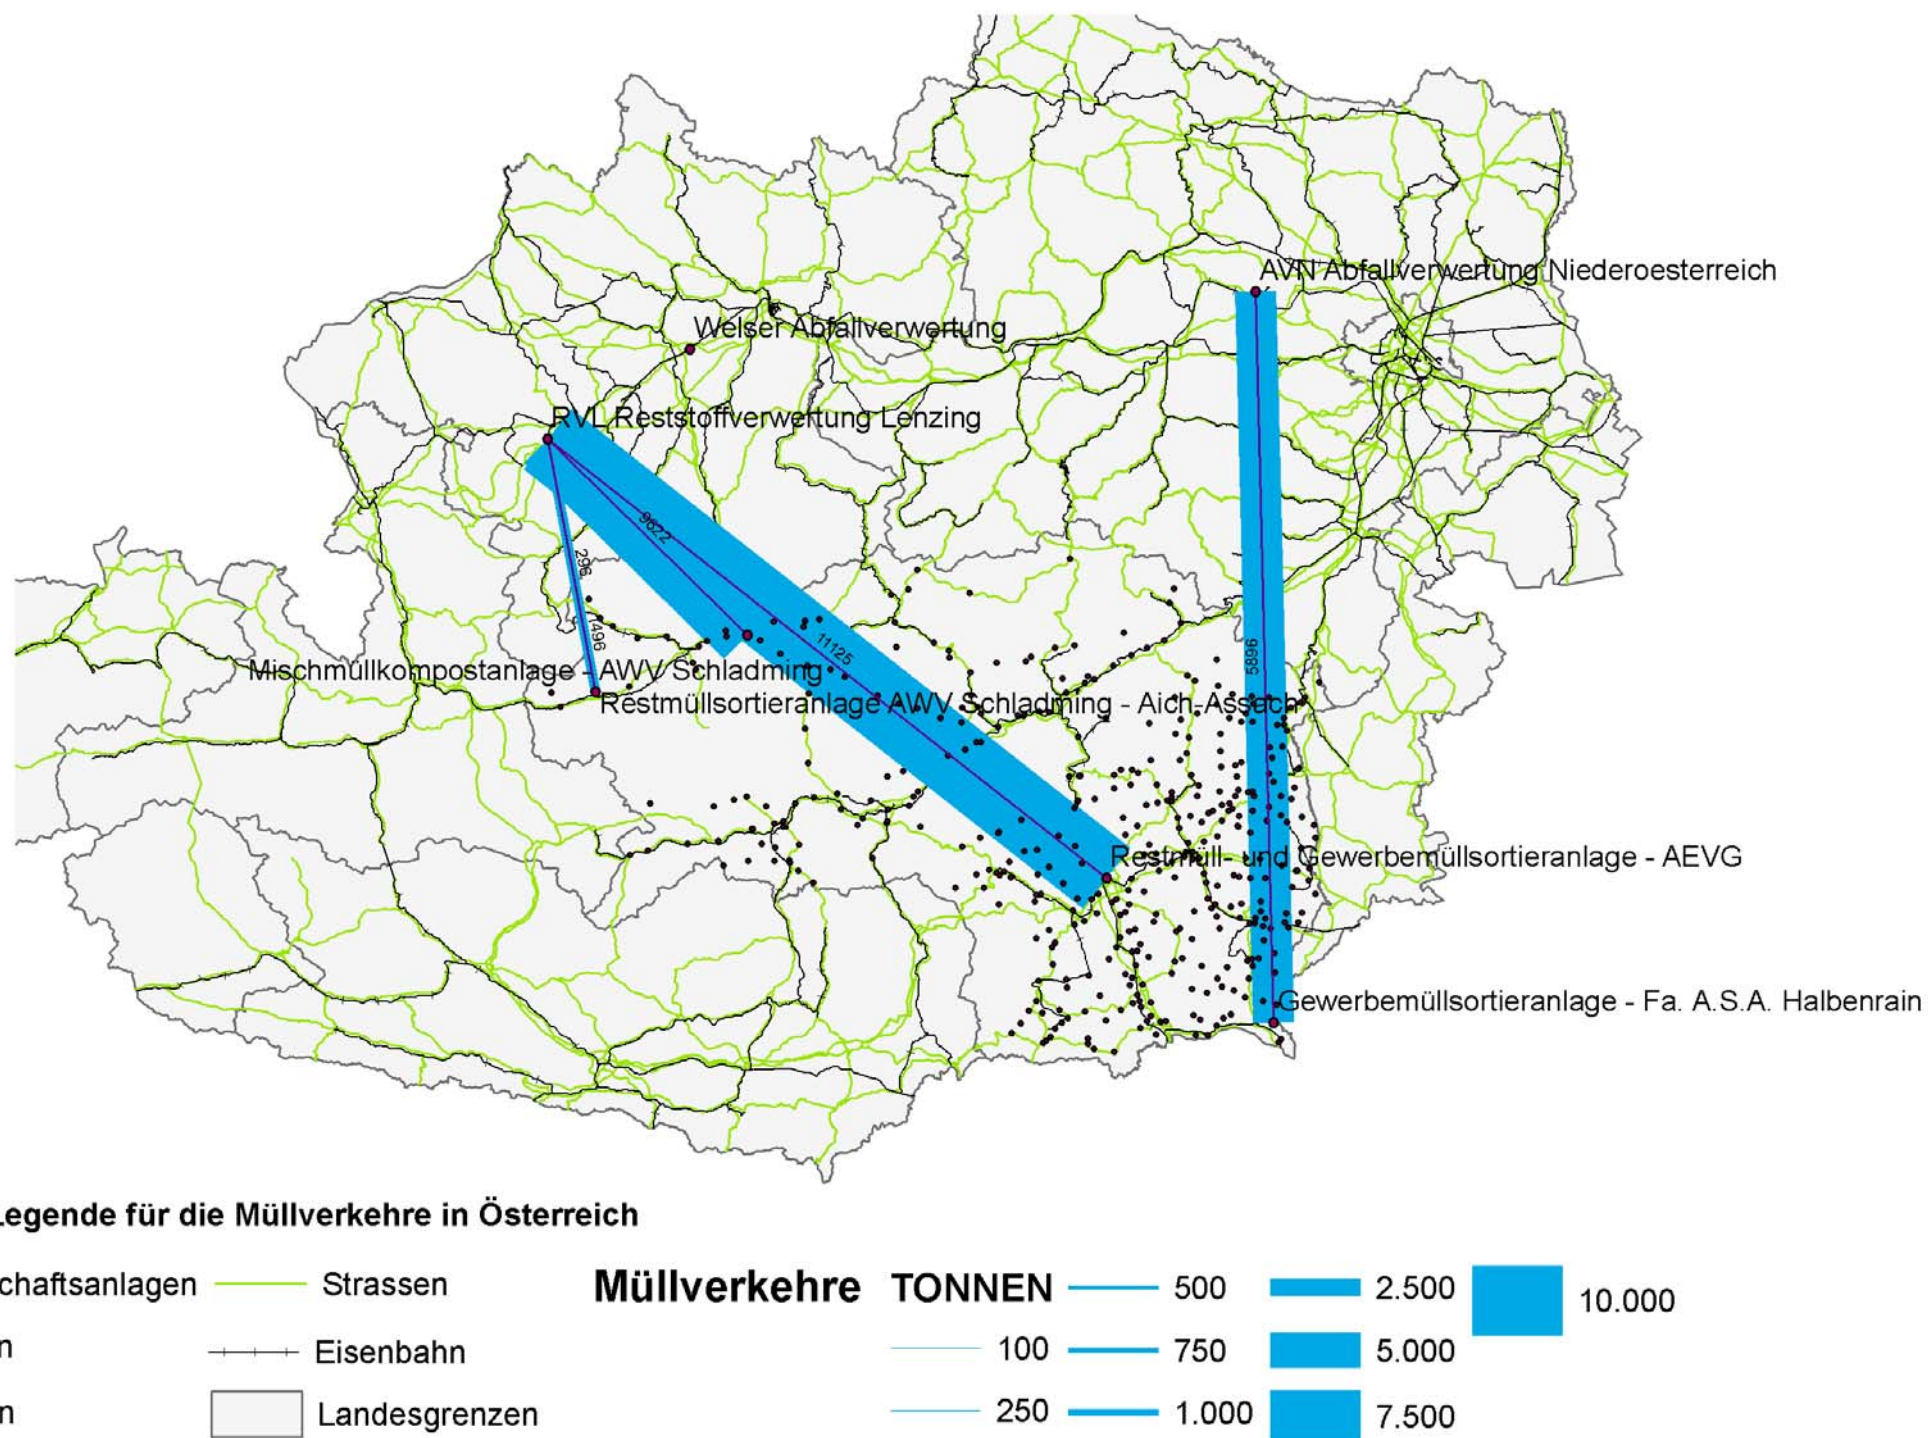 AVN Abfallverwertung Niederoesterreich
Welser Abfallverwertung
RVL Reststoffverwertung Lenzing
9622
296
1496
11125
5896
Mischmüllkompostanlage - AWV Schladming
Restmüllsortieranlage AWV Schladming - Aich-Assach
Restmüll- und Gewerbemüllsortieranlage - AEVG
Gewerbemüllsortieranlage - Fa. A.S.A. Halbenrain
Legende für die Müllverkehre in Österreich
chaftsanlagen
Strassen
n
Eisenbahn
n
Landesgrenzen
Müllverkehre TONNEN
100
250
500
750
1.000
2.500
5.000
7.500
10.000